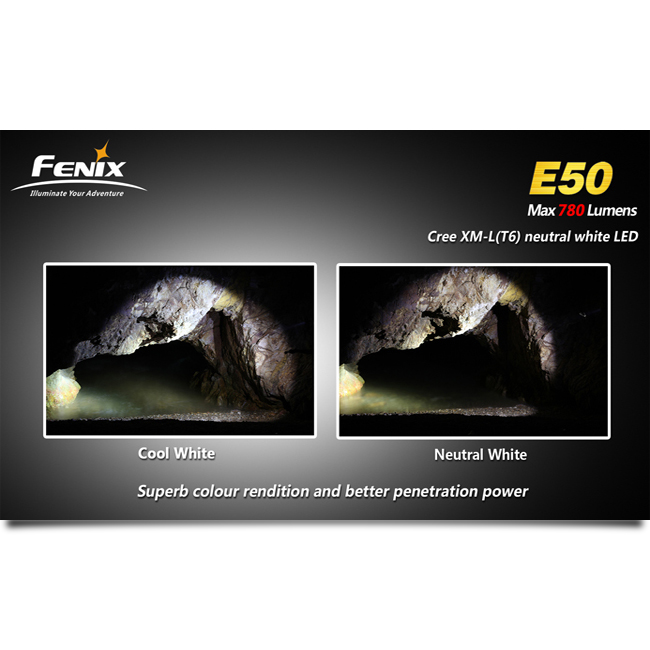 FENIX
Illuminate Your Adventure
E50
Max 780 Lumens
Cree XM-L(T6) neutral white LED
Cool White
Neutral White
Superb colour rendition and better penetration power